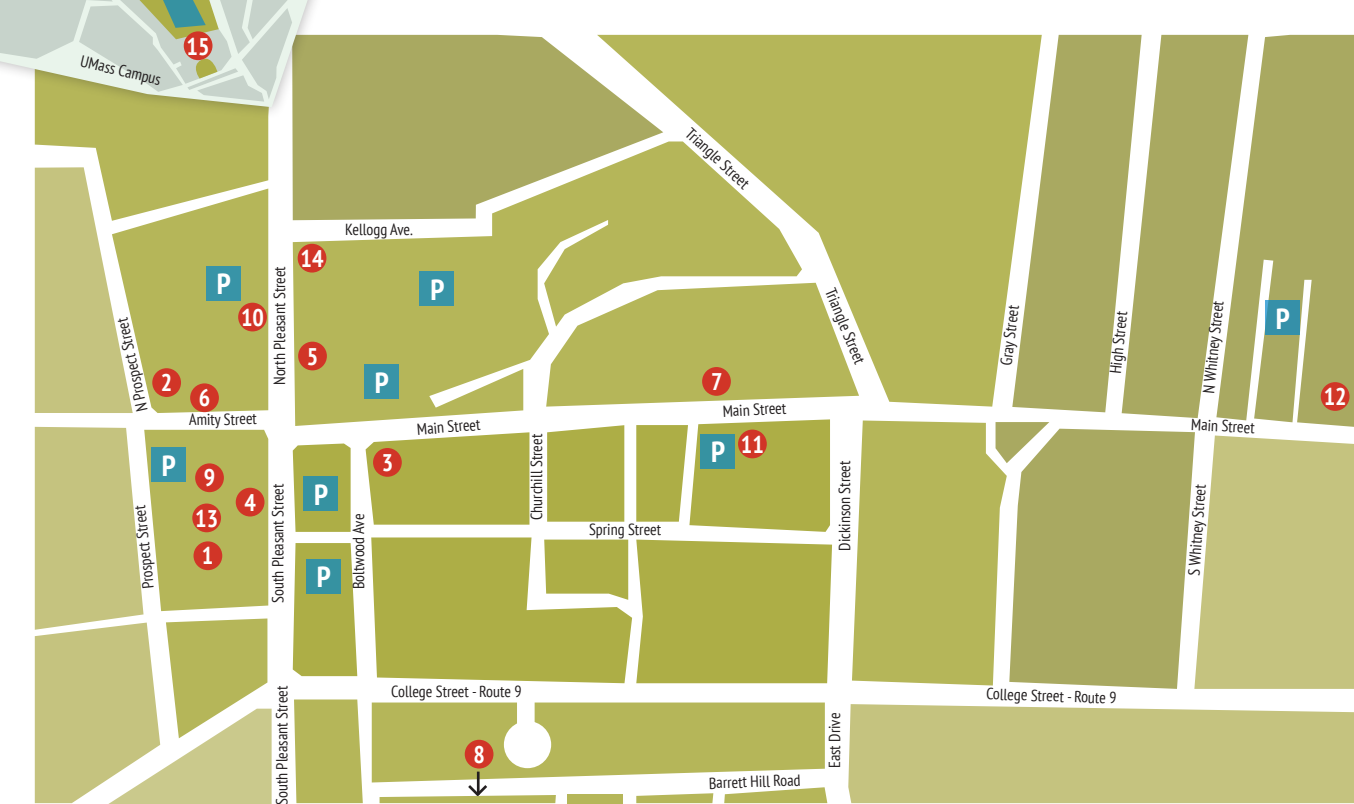 15
UMass Campus
Triangle Street
Kellogg Ave.
14
P
P
10
North Pleasant Street
N Prospect Street
5
Triangle Street
Gray Street
High Street
N Whitney Street
P
2
6
P
7
12
Amity Street
Main Street
Main Street
Main Street
P
9
4
13
1
Prospect Street
South Pleasant Street
P
P
Boltwood Ave
3
Churchill Street
P
11
Spring Street
Dickinson Street
S Whitney Street
College Street - Route 9
College Street - Route 9
South Pleasant Street
8
East Drive
Barrett Hill Road